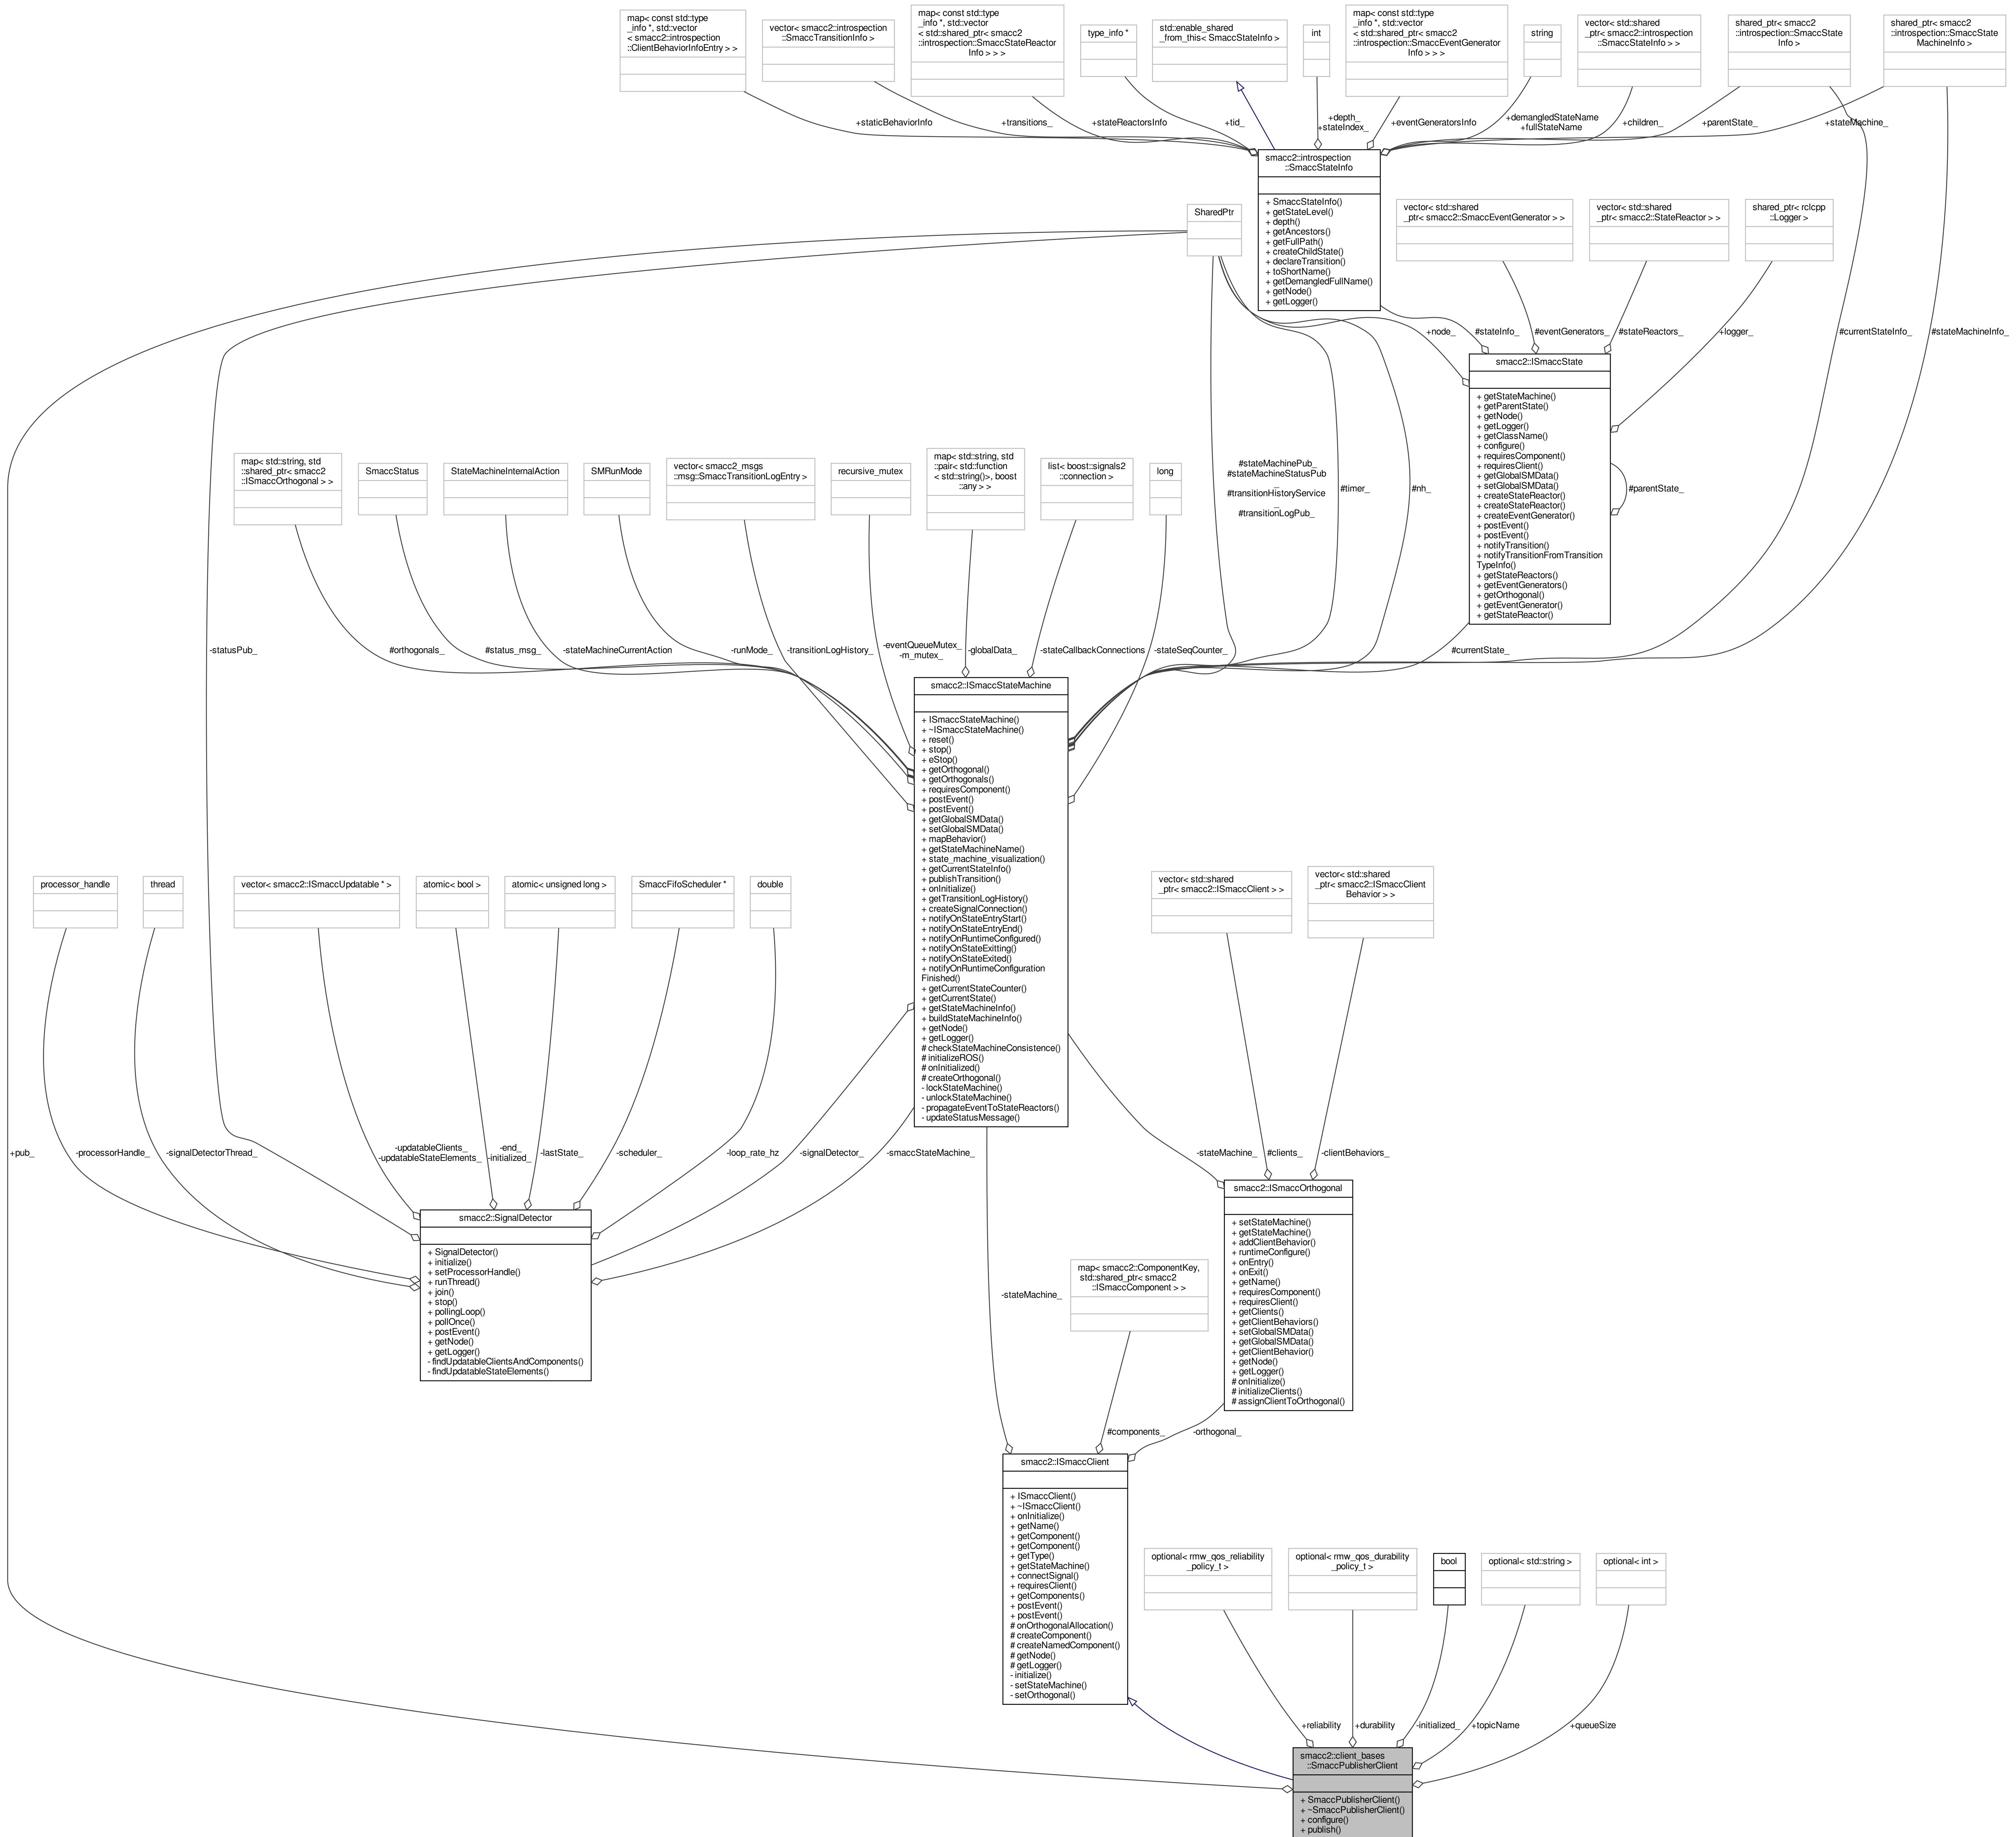 map< const std::type
_info *, std::vector
< smacc2::introspection
::ClientBehaviorInfoEntry > >
vector< smacc2::introspection
::SmaccTransitionInfo >
map< const std::type
_info *, std::vector
< std::shared_ptr< smacc2
::introspection::SmaccStateReactor
Info > > >
type_info *
std::enable_shared
_from_this< SmaccStateInfo >
int
map< const std::type
_info *, std::vector
< std::shared_ptr< smacc2
::introspection::SmaccEventGenerator
Info > > >
string
vector< std::shared
_ptr< smacc2::introspection
::SmaccStateInfo > >
shared_ptr< smacc2
::introspection::SmaccState
Info >
shared_ptr< smacc2
::introspection::SmaccState
MachineInfo >
+staticBehaviorInfo
+transitions_
+stateReactorsInfo
+tid_
+depth_
+stateIndex_
+eventGeneratorsInfo
+demangledStateName
+fullStateName
+children_
+parentState_
+stateMachine_
smacc2::introspection
::SmaccStateInfo
+ SmaccStateInfo()
+ getStateLevel()
+ depth()
+ getAncestors()
+ getFullPath()
+ createChildState()
+ declareTransition()
+ toShortName()
+ getDemangledFullName()
+ getNode()
+ getLogger()
SharedPtr
vector< std::shared
_ptr< smacc2::SmaccEventGenerator > >
vector< std::shared
_ptr< smacc2::StateReactor > >
shared_ptr< rclcpp
::Logger >
+node_
#stateInfo_
#eventGenerators_
#stateReactors_
+logger_
#currentStateInfo_
#stateMachineInfo_
smacc2::ISmaccState
+ getStateMachine()
+ getParentState()
+ getNode()
+ getLogger()
+ getClassName()
+ configure()
+ requiresComponent()
+ requiresClient()
+ getGlobalSMData()
+ setGlobalSMData()
+ createStateReactor()
+ createStateReactor()
+ createEventGenerator()
+ postEvent()
+ postEvent()
+ notifyTransition()
+ notifyTransitionFromTransition
TypeInfo()
+ getStateReactors()
+ getEventGenerators()
+ getOrthogonal()
+ getEventGenerator()
+ getStateReactor()
#parentState_
map< std::string, std
::shared_ptr< smacc2
::ISmaccOrthogonal > >
SmaccStatus
StateMachineInternalAction
SMRunMode
vector< smacc2_msgs
::msg::SmaccTransitionLogEntry >
recursive_mutex
map< std::string, std
::pair< std::function
< std::string()>, boost
::any > >
list< boost::signals2
::connection >
long
#stateMachinePub_
#stateMachineStatusPub
_
#transitionHistoryService
_
#transitionLogPub_
#timer_
#nh_
-statusPub_
#orthogonals_
#status_msg_
-stateMachineCurrentAction
-runMode_
-transitionLogHistory_
-eventQueueMutex_
-m_mutex_
-globalData_
-stateCallbackConnections
-stateSeqCounter_
#currentState_
smacc2::ISmaccStateMachine
+ ISmaccStateMachine()
+ ~ISmaccStateMachine()
+ reset()
+ stop()
+ eStop()
+ getOrthogonal()
+ getOrthogonals()
+ requiresComponent()
+ postEvent()
+ postEvent()
+ getGlobalSMData()
+ setGlobalSMData()
+ mapBehavior()
+ getStateMachineName()
+ state_machine_visualization()
+ getCurrentStateInfo()
+ publishTransition()
+ onInitialize()
+ getTransitionLogHistory()
+ createSignalConnection()
+ notifyOnStateEntryStart()
+ notifyOnStateEntryEnd()
+ notifyOnRuntimeConfigured()
+ notifyOnStateExitting()
+ notifyOnStateExited()
+ notifyOnRuntimeConfiguration
Finished()
+ getCurrentStateCounter()
+ getCurrentState()
+ getStateMachineInfo()
+ buildStateMachineInfo()
+ getNode()
+ getLogger()
# checkStateMachineConsistence()
# initializeROS()
# onInitialized()
# createOrthogonal()
- lockStateMachine()
- unlockStateMachine()
- propagateEventToStateReactors()
- updateStatusMessage()
processor_handle
thread
vector< smacc2::ISmaccUpdatable * >
atomic< bool >
atomic< unsigned long >
SmaccFifoScheduler *
double
vector< std::shared
_ptr< smacc2::ISmaccClient > >
vector< std::shared
_ptr< smacc2::ISmaccClient
Behavior > >
+pub_
-processorHandle_
-signalDetectorThread_
-updatableClients_
-updatableStateElements_
-end_
-initialized_
-lastState_
-scheduler_
-loop_rate_hz
-signalDetector_
-smaccStateMachine_
-stateMachine_
#clients_
-clientBehaviors_
smacc2::SignalDetector
+ SignalDetector()
+ initialize()
+ setProcessorHandle()
+ runThread()
+ join()
+ stop()
+ pollingLoop()
+ pollOnce()
+ postEvent()
+ getNode()
+ getLogger()
- findUpdatableClientsAndComponents()
- findUpdatableStateElements()
smacc2::ISmaccOrthogonal
+ setStateMachine()
+ getStateMachine()
+ addClientBehavior()
+ runtimeConfigure()
+ onEntry()
+ onExit()
+ getName()
+ requiresComponent()
+ requiresClient()
+ getClients()
+ getClientBehaviors()
+ setGlobalSMData()
+ getGlobalSMData()
+ getClientBehavior()
+ getNode()
+ getLogger()
# onInitialize()
# initializeClients()
# assignClientToOrthogonal()
map< smacc2::ComponentKey,
std::shared_ptr< smacc2
::ISmaccComponent > >
-stateMachine_
#components_
-orthogonal_
smacc2::ISmaccClient
+ ISmaccClient()
+ ~ISmaccClient()
+ onInitialize()
+ getName()
+ getComponent()
+ getComponent()
+ getType()
+ getStateMachine()
+ connectSignal()
+ requiresClient()
+ getComponents()
+ postEvent()
+ postEvent()
# onOrthogonalAllocation()
# createComponent()
# createNamedComponent()
# getNode()
# getLogger()
- initialize()
- setStateMachine()
- setOrthogonal()
optional< rmw_qos_reliability
_policy_t >
optional< rmw_qos_durability
_policy_t >
bool
optional< std::string >
optional< int >
+reliability
+durability
-initialized_
+topicName
+queueSize
smacc2::client_bases
::SmaccPublisherClient
+ SmaccPublisherClient()
+ ~SmaccPublisherClient()
+ configure()
+ publish()